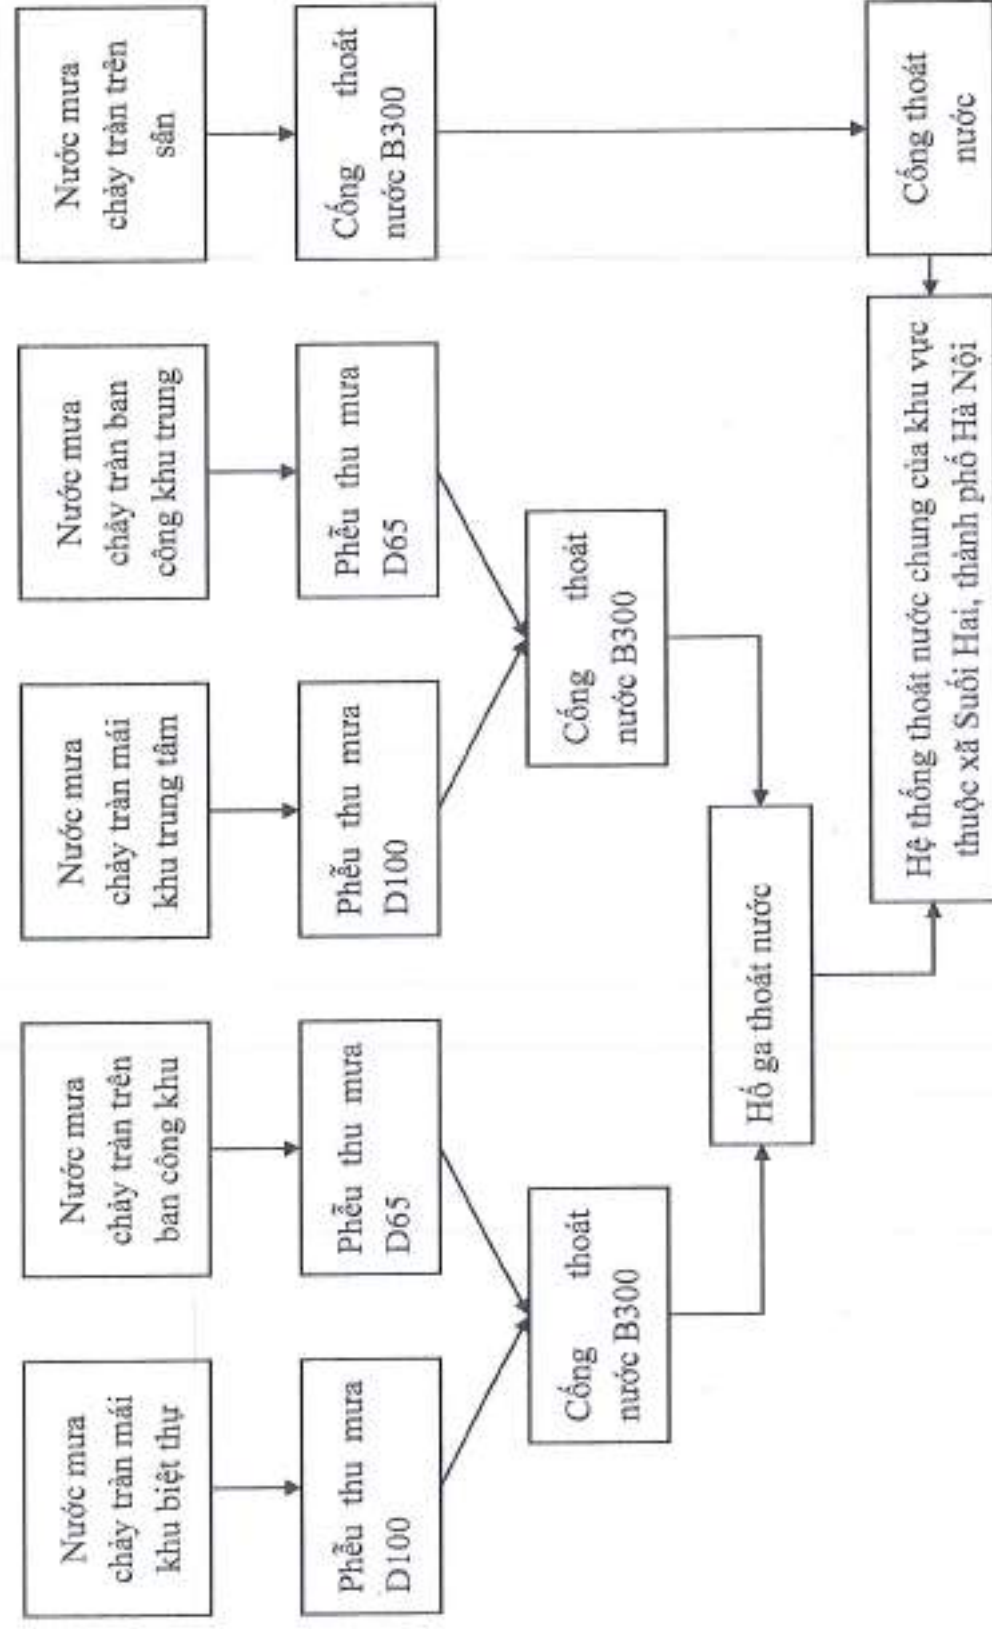 Nước mưa
chảy tràn mái
khu biệt thự
Nước mưa
chảy tràn trên
ban công khu
Nước mưa
chảy tràn mái
khu trung tâm
Nước mưa
chảy tràn ban
công khu trung
Nước mưa
chảy tràn trên
sân
Phễu thu mưa
D100
Phễu thu mưa
D65
Phễu thu mưa
D100
Phễu thu mưa
D65
Cống thoát
nước B300
Cống thoát
nước B300
Cống thoát
nước B300
Hố ga thoát nước
Hệ thống thoát nước chung của khu vực
thuộc xã Suối Hai, thành phố Hà Nội
Cống thoát
nước